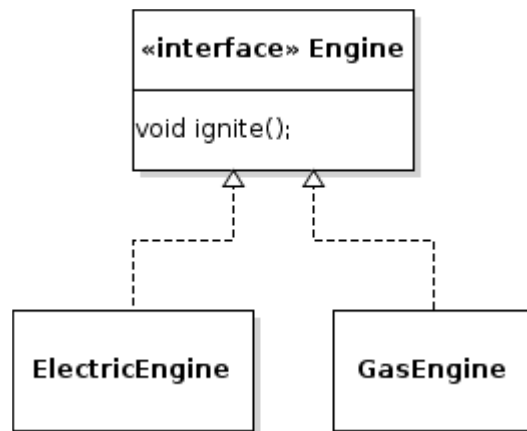 «interface» Engine
void ignite();
ElectricEngine
GasEngine